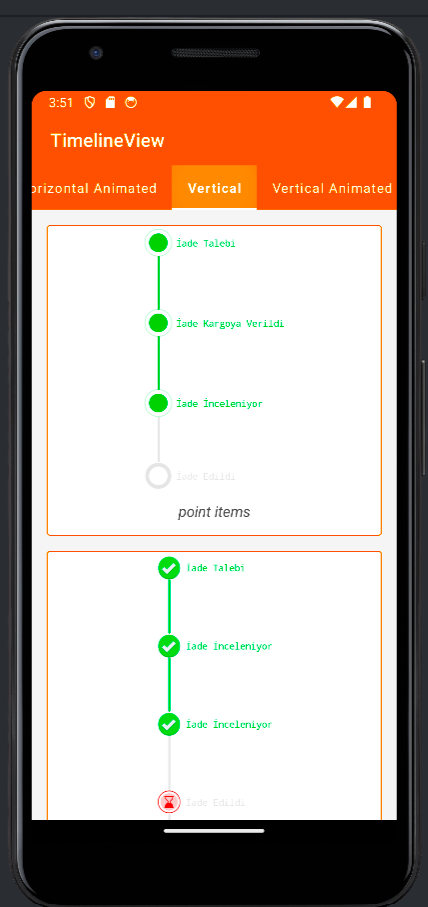 3:51
TimelineView
orizontal Animated
Vertical
Vertical Animated
İade Talebi
İade Kargoya Verildi
İade İnceleniyor
İade Edildi
point items
İade Talebi
İade İnceleniyor
İade İnceleniyor
İade Edildi